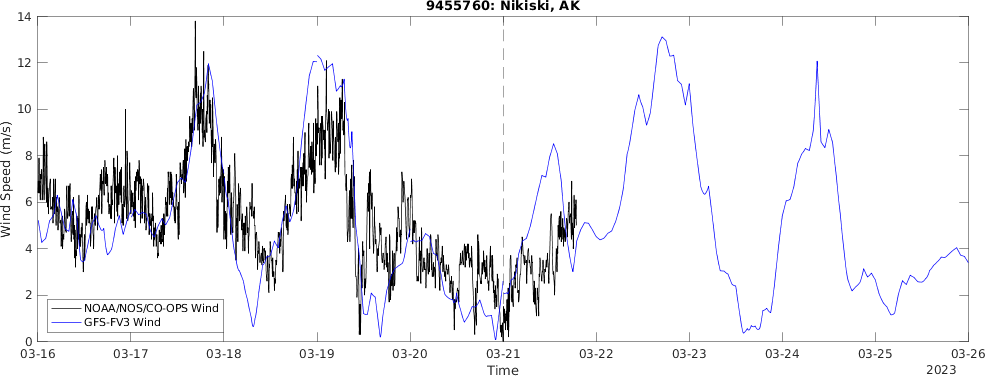 9455760: Nikiski, AK
Wind Speed (m/s)
14
12
10
8
6
4
2
0
NOAA/NOS/CO-OPS Wind
GFS-FV3 Wind
03-16 03-17 03-18 03-19 03-20 03-21 03-22 03-23 03-24 03-25 03-26
Time
2023